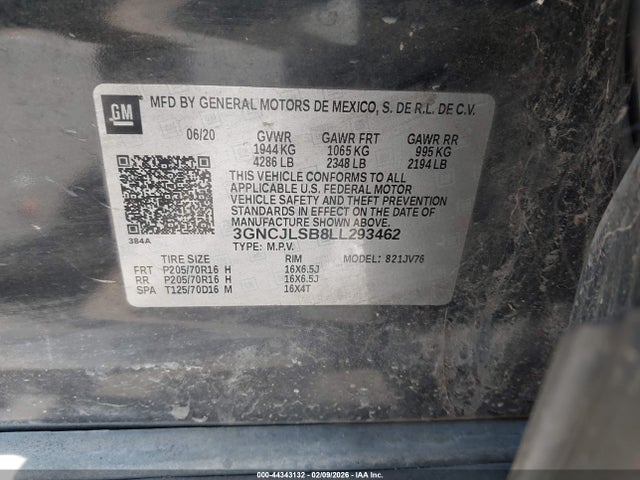 GM MFD BY GENERAL MOTORS DE MEXICO, S. DE R.L. DE C.V.
06/20 GVWR GAWR FRT GAWR RR
1944 KG 1065 KG 995 KG
4286 LB 2348 LB 2194 LB
THIS VEHICLE CONFORMS TO ALL
APPLICABLE U.S. FEDERAL MOTOR
VEHICLE SAFETY AND THEFT PREVENTION
STANDARDS IN EFFECT ON THE DATE OF
MANUFACTURE SHOWN ABOVE.
3GNCJLSB8LL293462
384A TYPE: M.P.V.
TIRE SIZE RIM MODEL: 821JV76
FRT P205/70R16 H 16X6.5J
RR P205/70R16 H 16X6.5J
SPA T125/70D16 M 16X4T
000-44343132 - 02/09/2026 - IAA, Inc.